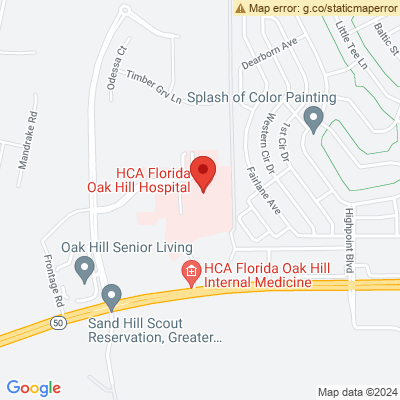 Map error: g.co/staticmaperror
Odessa Ct
Dearborn Ave
Little Tee Ln
Baltic St
Timber Grv Ln
Mandrake Rd
Splash of Color Painting
1st Cir Dr
Western Cir Dr
Fairlane Ave
HCA Florida
Oak Hill Hospital
Highpoint Blvd
Oak Hill Senior Living
Frontage Rd
HCA Florida Oak Hill
Internal Medicine
50
Sand Hill Scout
Reservation, Greater...
Google
Map data ©2024